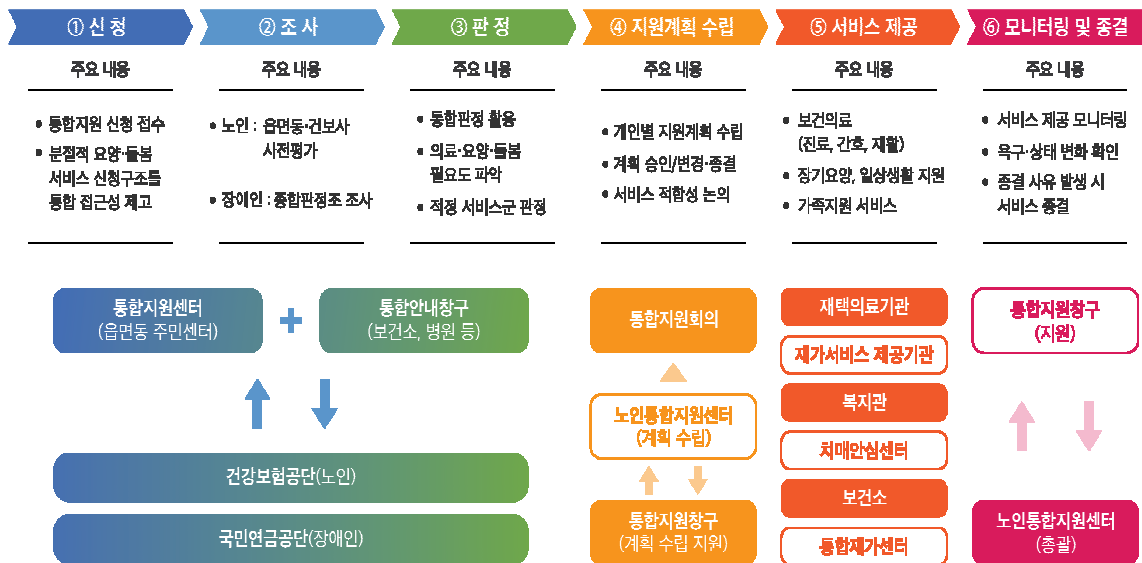 ① 신 청
② 조 사
③ 판 정
④ 지원계획 수립
⑤ 서비스 제공
⑥ 모니터링 및 종결
주요 내용
주요 내용
주요 내용
주요 내용
주요 내용
주요 내용
• 통합지원 신청 접수
• 분절적 요양·돌봄
서비스 신청구조를
통합 접근성 제고
• 노인 : 읍면동·건보사
사전평가
• 장애인 : 종합판정조 조사
• 통합판정 활용
• 의료·요양·돌봄
필요도 파악
• 적정 서비스군 판정
• 개인별 지원계획 수립
• 계획 승인/변경·종결
• 서비스 적합성 논의
• 보건의료
(진료, 간호, 재활)
• 장기요양, 일상생활 지원
• 가족지원 서비스
• 서비스 제공 모니터링
• 욕구·상태 변화 확인
• 종결 사유 발생 시
서비스 종결
통합지원센터
(읍면동 주민센터)
+
통합안내창구
(보건소, 병원 등)
건강보험공단(노인)
국민연금공단(장애인)
통합지원회의
노인통합지원센터
(계획 수립)
통합지원창구
(계획 수립 지원)
재택의료기관
재가서비스 제공기관
복지관
치매안심센터
보건소
통합재가센터
통합지원창구
(지원)
노인통합지원센터
(총괄)